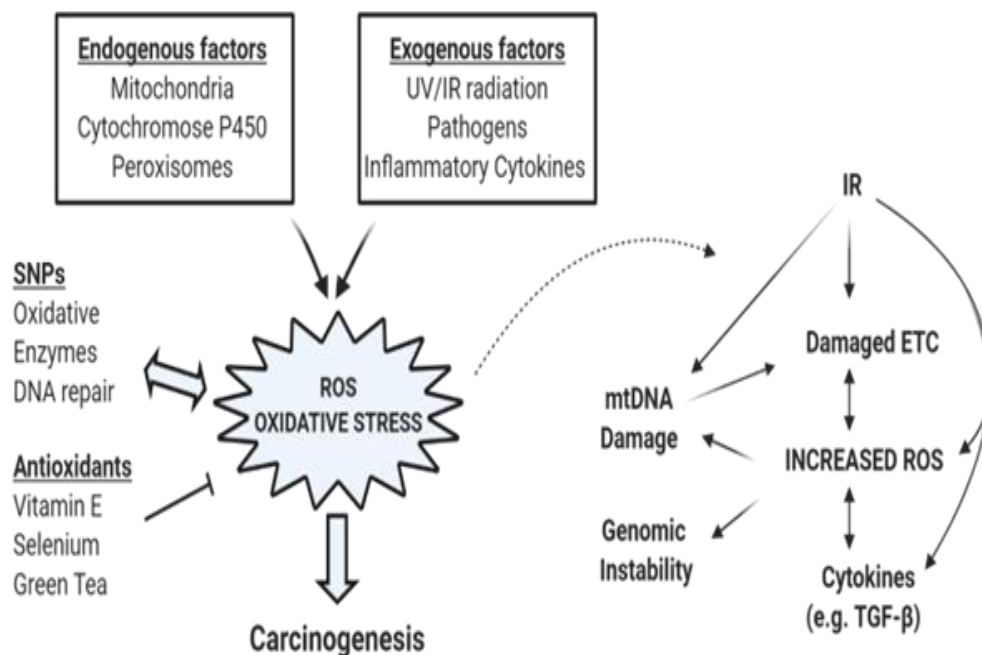 Endogenous factors
Mitochondria
Cytochromose P450
Peroxisomes
Exogenous factors
UV/IR radiation
Pathogens
Inflammatory Cytokines
SNPs
Oxidative
Enzymes
DNA repair
Antioxidants
Vitamin E
Selenium
Green Tea
ROS
OXIDATIVE STRESS
Carcinogenesis
IR
Damaged ETC
mtDNA
Damage
INCREASED ROS
Genomic
Instability
Cytokines
(e.g. TGF-β)